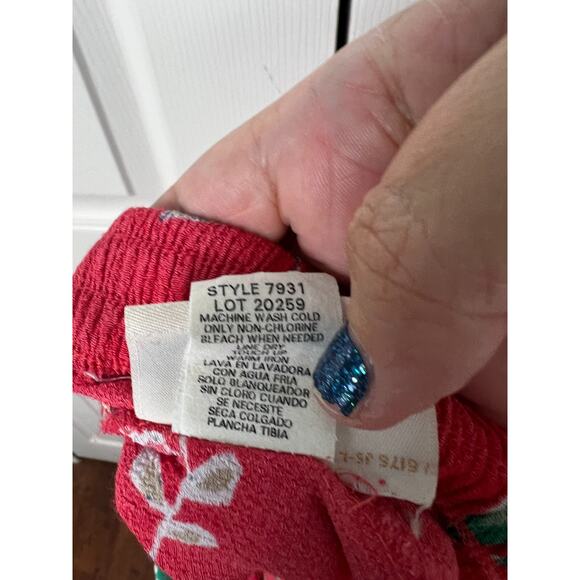 STYLE 7931
LOT 20259
MACHINE WASH COLD
ONLY NON-CHLORINE
BLEACH WHEN NEEDED
LINE DRY
TOUCH UP
WARM IRON
LAVA EN LAVADORA
CON AGUA FRIA
SOLO BLANQUEADOR
SIN CLORO CUANDO
SE NECESITE
SECA COLGADO
PLANCHA TIBIA